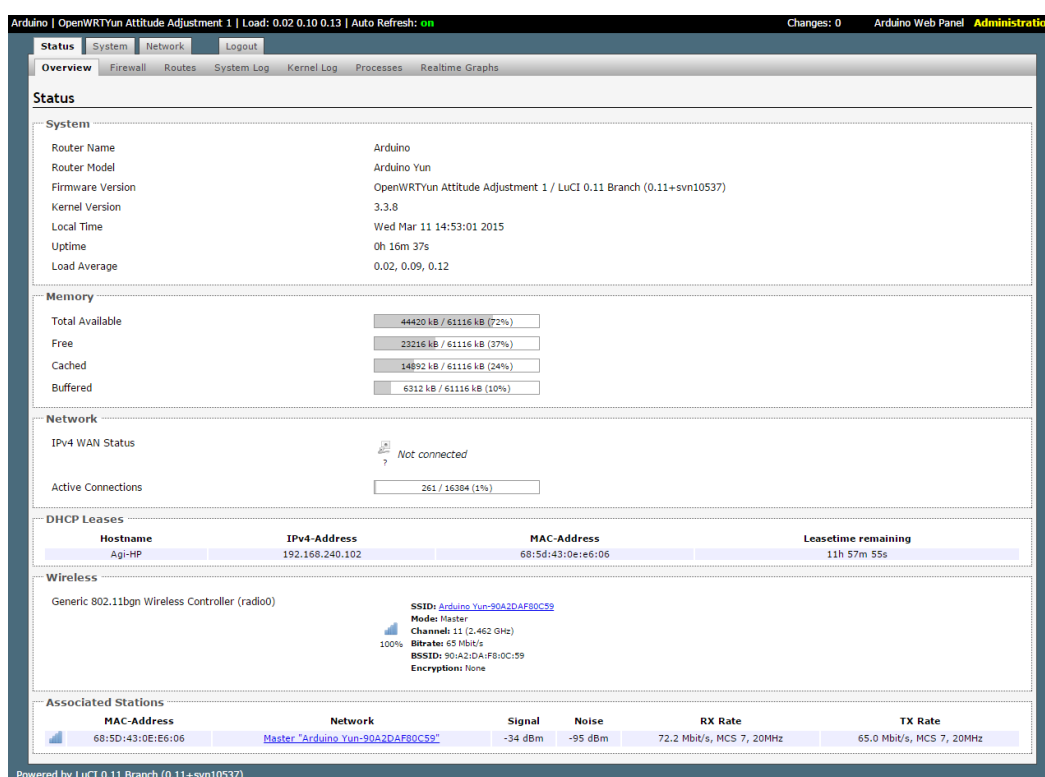 Arduino | OpenWRTYun Attitude Adjustment 1 | Load: 0.02 0.10 0.13 | Auto Refresh: on Changes: 0 Arduino Web Panel Administratio
Status System Network Logout
Overview Firewall Routes System Log Kernel Log Processes Realtime Graphs
Status
System
Router Name Arduino
Router Model Arduino Yun
Firmware Version OpenWRTYun Attitude Adjustment 1 / LuCI 0.11 Branch (0.11+svn10537)
Kernel Version 3.3.8
Local Time Wed Mar 11 14:53:01 2015
Uptime 0h 16m 37s
Load Average 0.02, 0.09, 0.12
Memory
Total Available 44420 kB / 61116 kB (72%)
Free 23216 kB / 61116 kB (37%)
Cached 14892 kB / 61116 kB (24%)
Buffered 6312 kB / 61116 kB (10%)
Network
IPv4 WAN Status ? Not connected
Active Connections 261 / 16384 (1%)
DHCP Leases
Hostname IPv4-Address MAC-Address Leasetime remaining
Agi-HP 192.168.240.102 68:5d:43:0e:e6:06 11h 57m 55s
Wireless
Generic 802.11bgn Wireless Controller (radio0)
SSID: Arduino Yun-90A2DAF80C59
Mode: Master
Channel: 11 (2.462 GHz)
100% Bitrate: 65 Mbit/s
BSSID: 90:A2:DA:F8:0C:59
Encryption: None
Associated Stations
MAC-Address Network Signal Noise RX Rate TX Rate
68:5D:43:0E:E6:06 Master "Arduino Yun-90A2DAF80C59" -34 dBm -95 dBm 72.2 Mbit/s, MCS 7, 20MHz 65.0 Mbit/s, MCS 7, 20MHz
Powered by LuCI 0.11 Branch (0.11+svn10537)